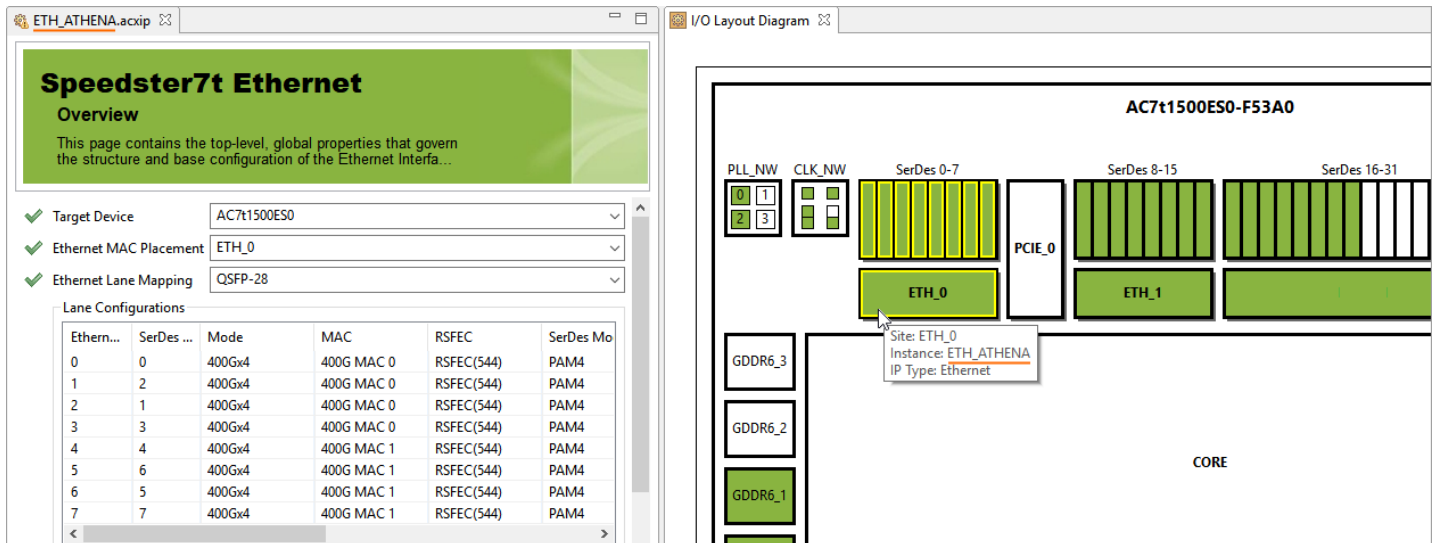 ETH_ATHENA.acxip
Speedster7t Ethernet
Overview
This page contains the top-level, global properties that govern
the structure and base configuration of the Ethernet Interfa...
Target Device AC7t1500ES0
Ethernet MAC Placement ETH_0
Ethernet Lane Mapping QSFP-28
Lane Configurations
Ethern... SerDes ... Mode MAC RSFEC SerDes Mo
0 0 400Gx4 400G MAC 0 RSFEC(544) PAM4
1 2 400Gx4 400G MAC 0 RSFEC(544) PAM4
2 1 400Gx4 400G MAC 0 RSFEC(544) PAM4
3 3 400Gx4 400G MAC 0 RSFEC(544) PAM4
4 4 400Gx4 400G MAC 1 RSFEC(544) PAM4
5 6 400Gx4 400G MAC 1 RSFEC(544) PAM4
6 5 400Gx4 400G MAC 1 RSFEC(544) PAM4
7 7 400Gx4 400G MAC 1 RSFEC(544) PAM4
I/O Layout Diagram
AC7t1500ES0-F53A0
PLL_NW CLK_NW SerDes 0-7 SerDes 8-15 SerDes 16-31
0 1
2 3
PCIE_0
ETH_0 ETH_1
Site: ETH_0
Instance: ETH_ATHENA
IP Type: Ethernet
GDDR6_3
GDDR6_2
CORE
GDDR6_1